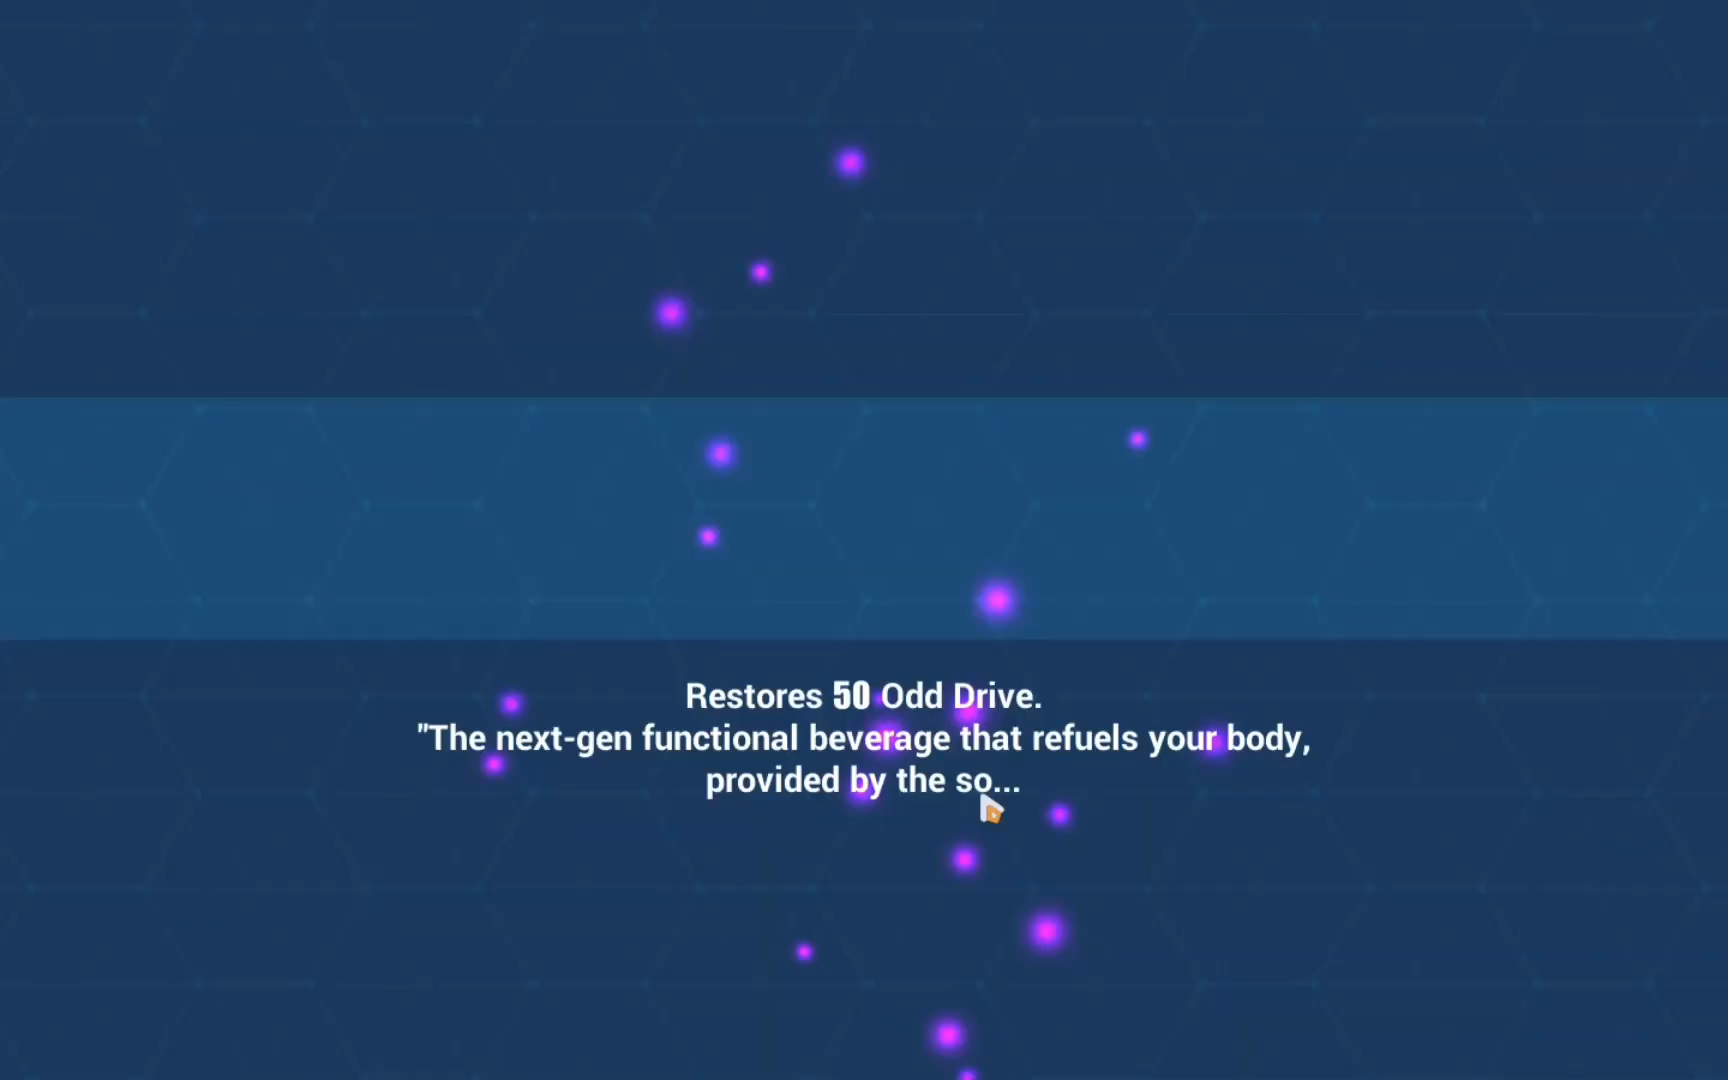 Restores 50 Odd Drive.
"The next-gen functional beverage that refuels your body,
provided by the so...